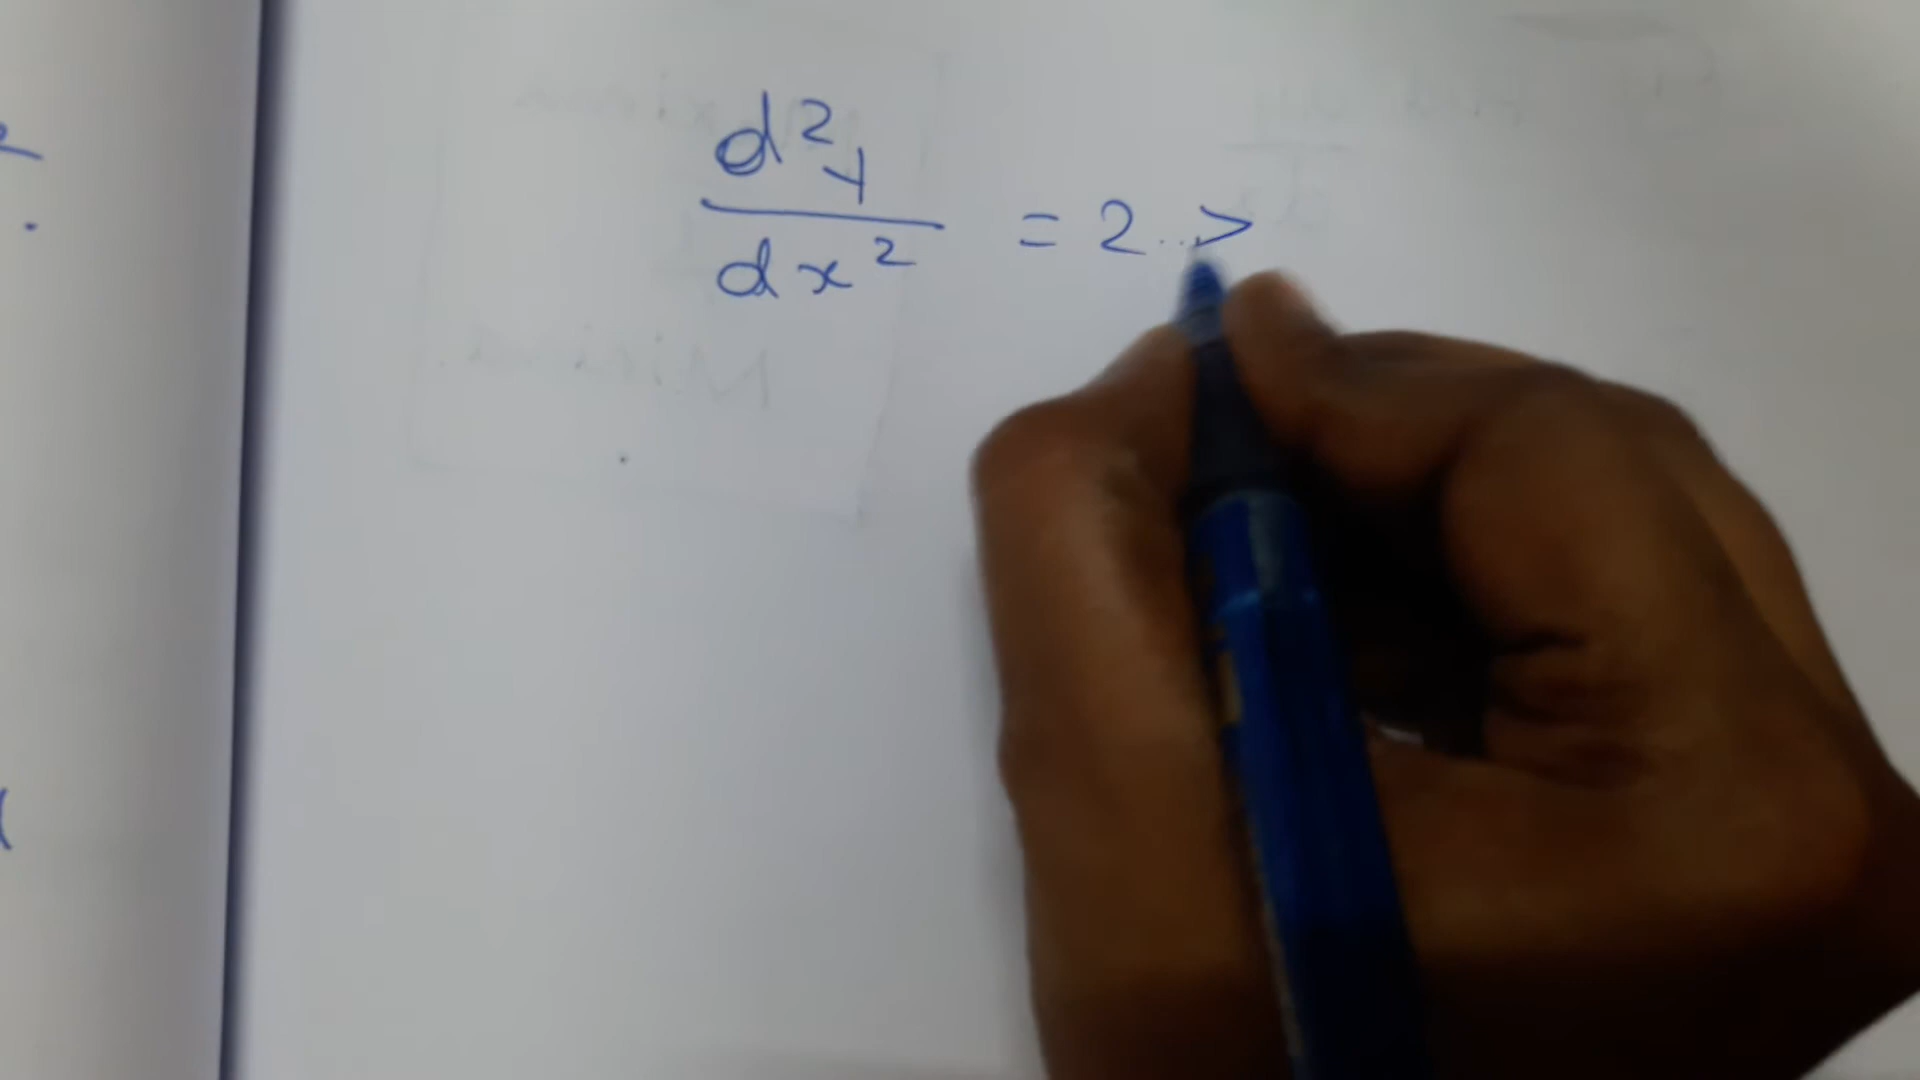 d²y/dx² = 2 >